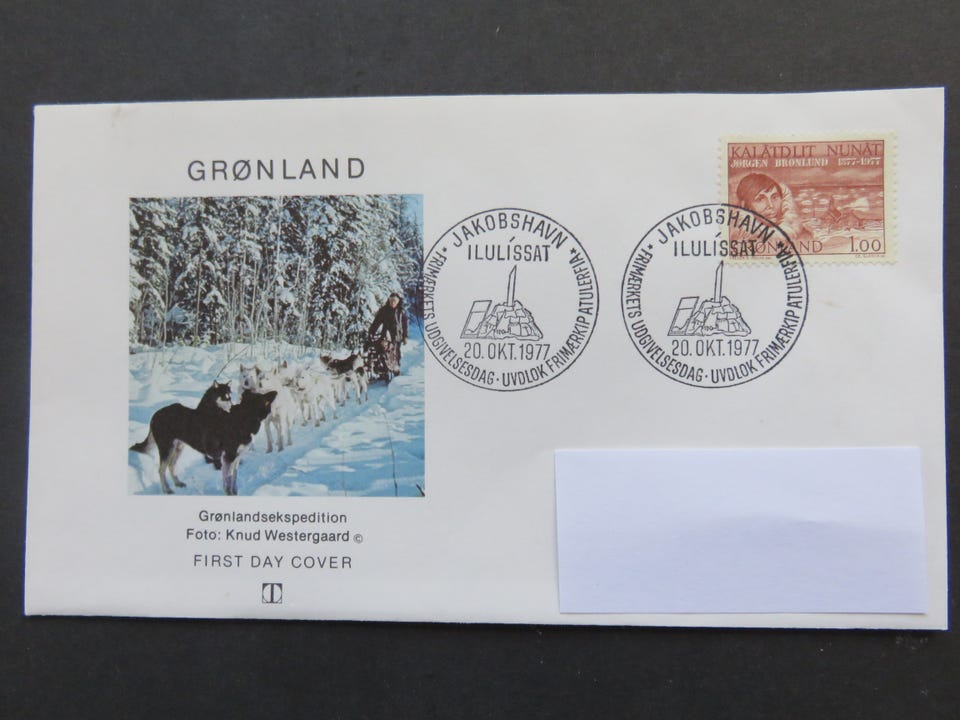 GRØNLAND
Grønlandsekspedition
Foto: Knud Westergaard ©
FIRST DAY COVER
JAKOBSHAVN
ILULÍSSAT
20.OKT.1977
• FRIMÆRKETS UDGIVELSESDAG • UVDLOK FRIMÆRKIP ATULERFIA •
JAKOBSHAVN
ILULÍSSAT
20.OKT.1977
• FRIMÆRKETS UDGIVELSESDAG • UVDLOK FRIMÆRKIP ATULERFIA •
KALÂTDLIT NUNÂT
JØRGEN BRØNLUND 1877-1977
GRØNLAND 1.00